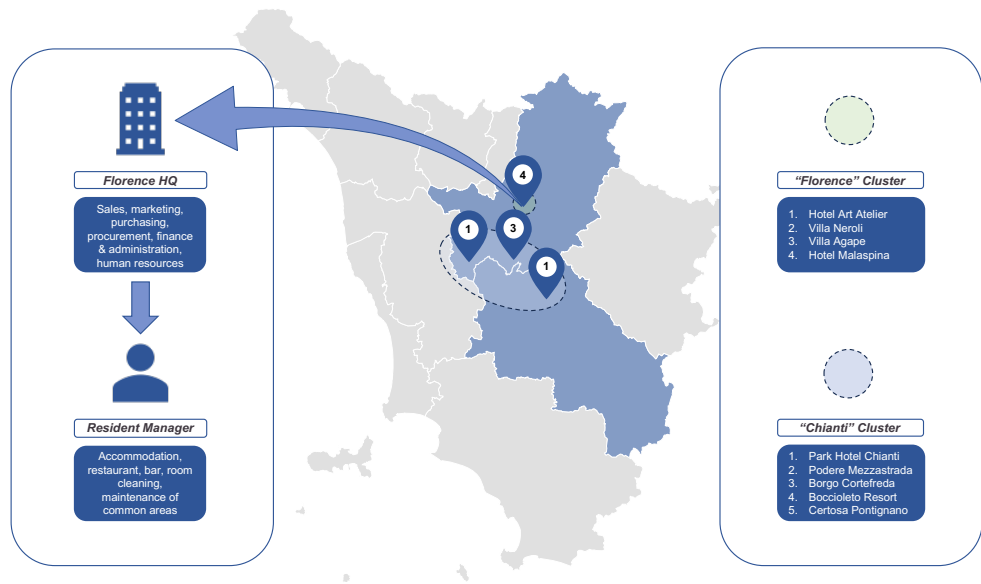 Florence HQ
Sales, marketing,
purchasing,
procurement, finance
& administration,
human resources
Resident Manager
Accommodation,
restaurant, bar, room
cleaning,
maintenance of
common areas
4
1
3
1
“Florence” Cluster
1. Hotel Art Atelier
2. Villa Neroli
3. Villa Agape
4. Hotel Malaspina
“Chianti” Cluster
1. Park Hotel Chianti
2. Podere Mezzastrada
3. Borgo Cortefreda
4. Boccioleto Resort
5. Certosa Pontignano